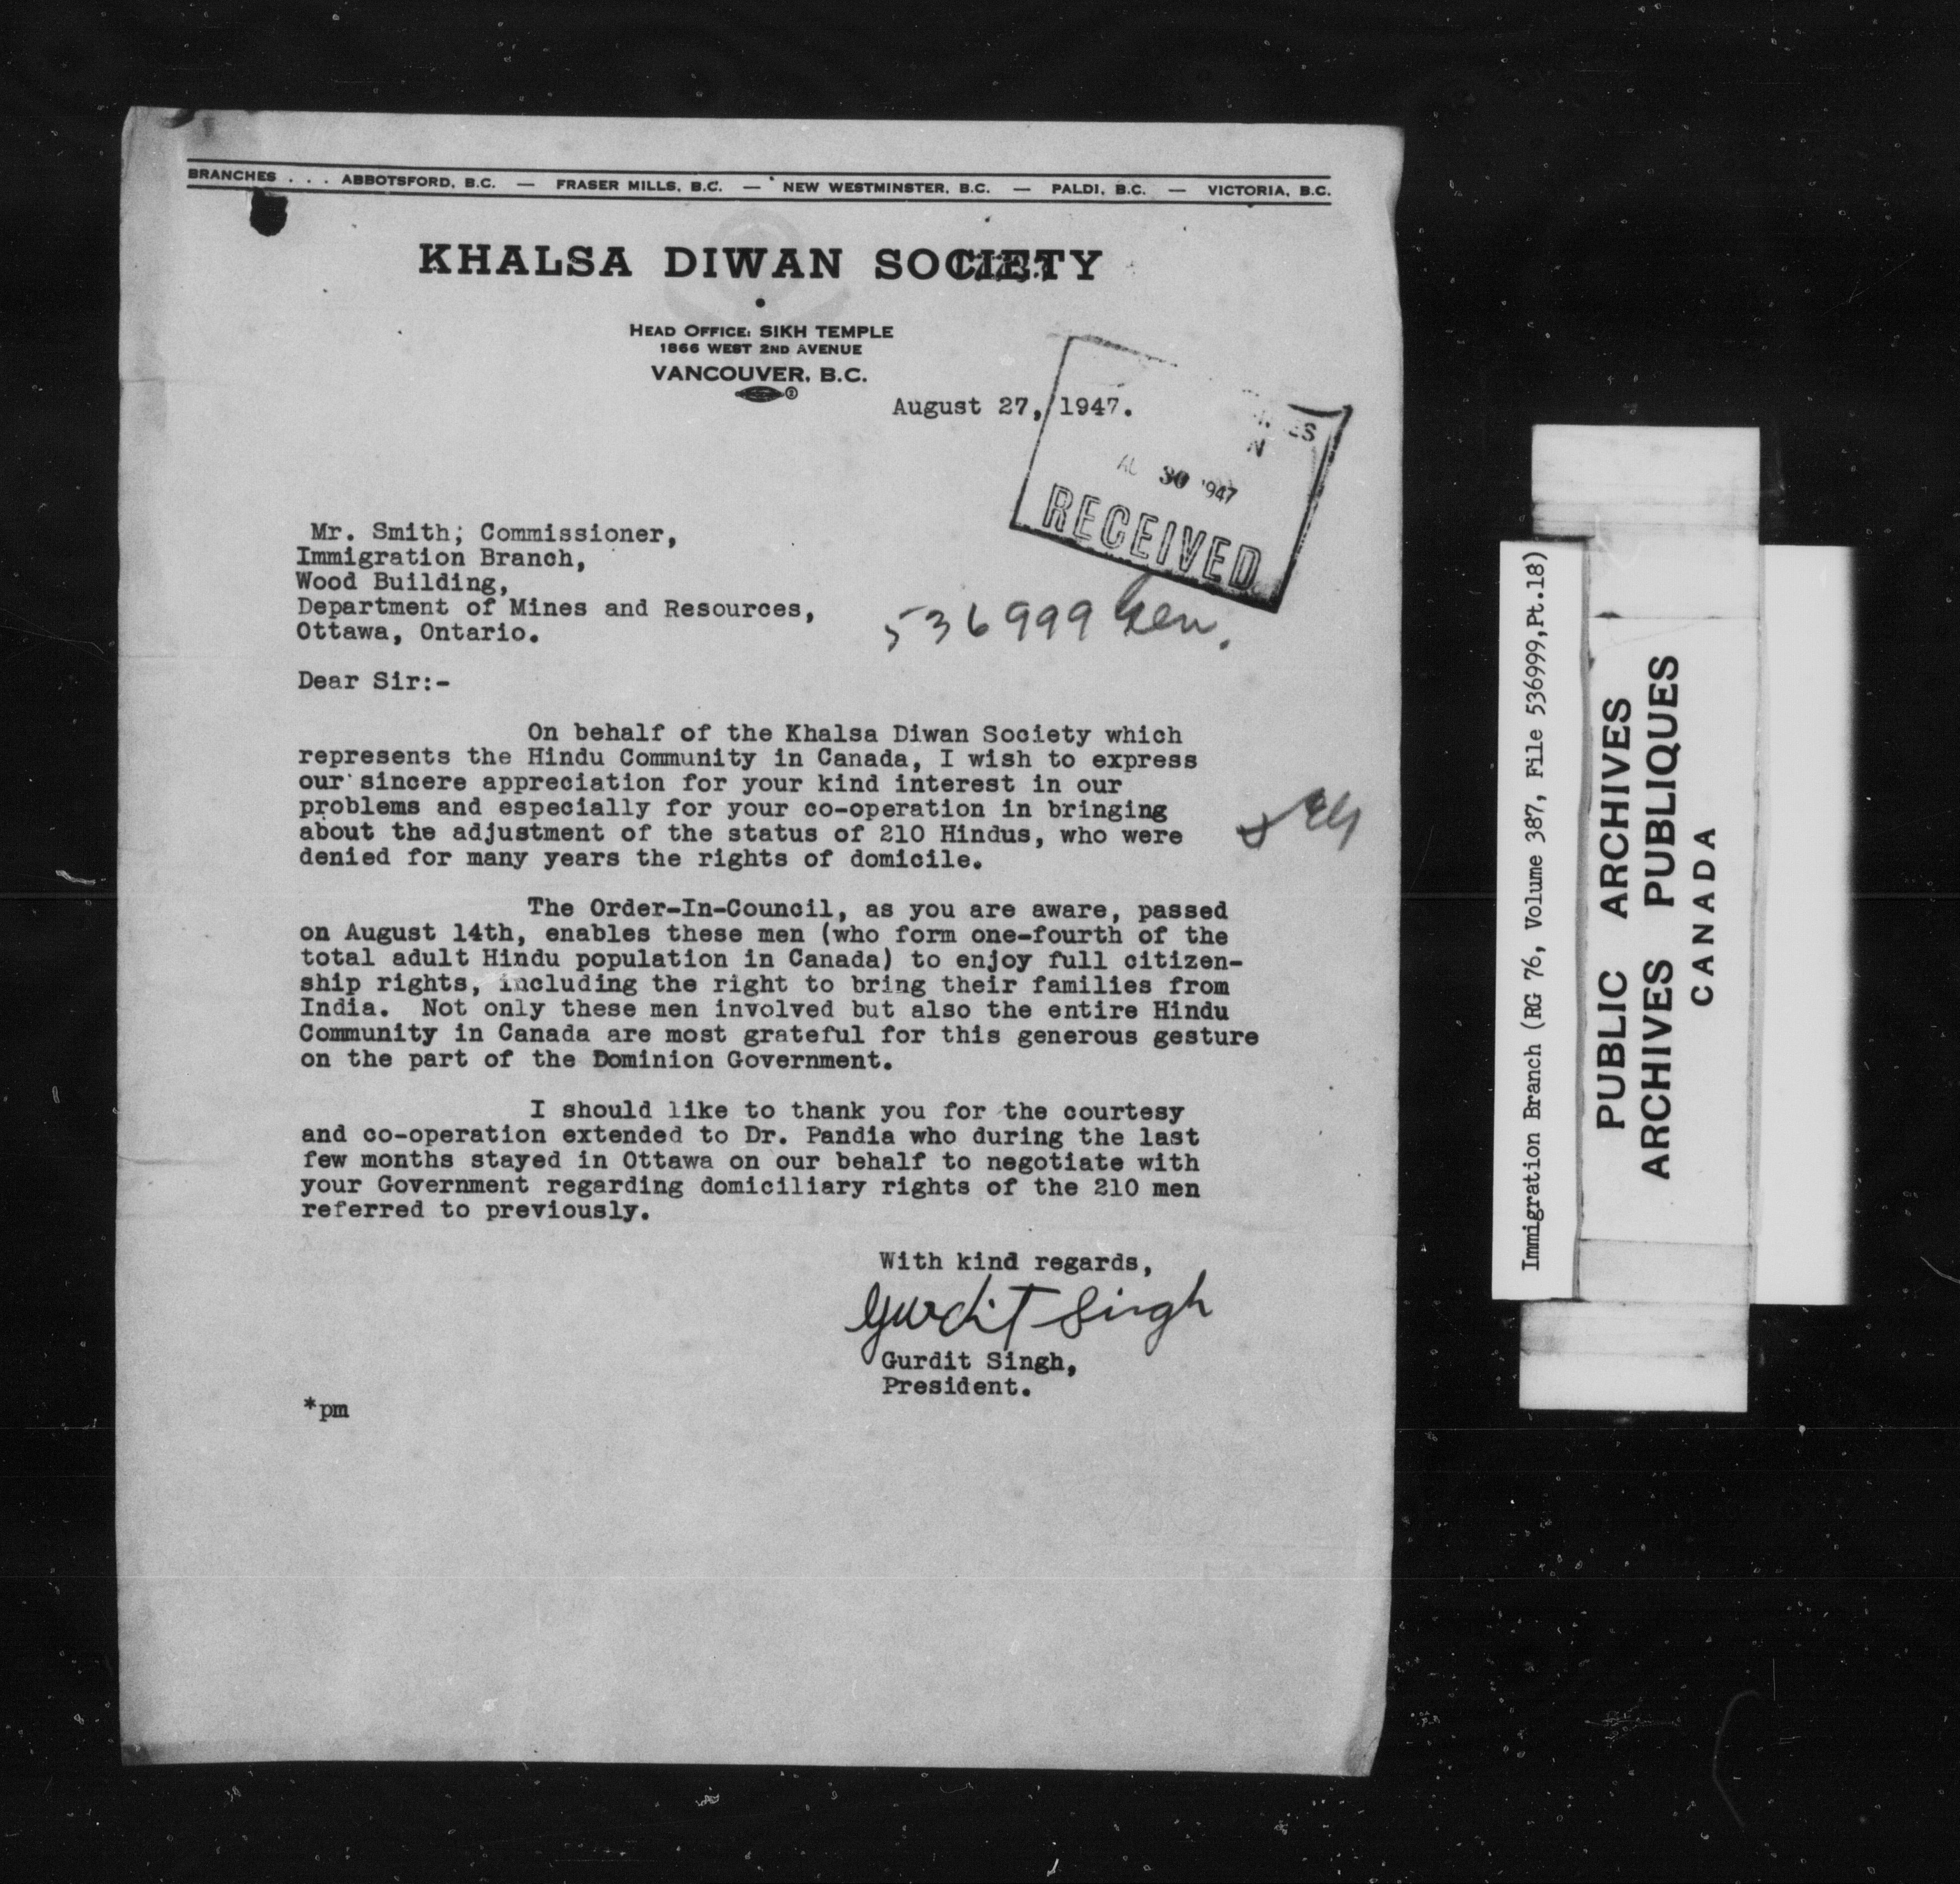 BRANCHES . . . ABBOTSFORD, B.C. — FRASER MILLS, B.C. — NEW WESTMINSTER, B.C. — PALDI, B.C. — VICTORIA, B.C.
KHALSA DIWAN SOCIETY
HEAD OFFICE: SIKH TEMPLE
1866 WEST 2ND AVENUE
VANCOUVER, B.C.
August 27, 1947.
30 1947
RECEIVED
Mr. Smith; Commissioner,
Immigration Branch,
Wood Building,
Department of Mines and Resources,
Ottawa, Ontario.
536999 Gen.
Dear Sir:-
On behalf of the Khalsa Diwan Society which
represents the Hindu Community in Canada, I wish to express
our sincere appreciation for your kind interest in our
problems and especially for your co-operation in bringing
about the adjustment of the status of 210 Hindus, who were
denied for many years the rights of domicile.
The Order-In-Council, as you are aware, passed
on August 14th, enables these men (who form one-fourth of the
total adult Hindu population in Canada) to enjoy full citizen-
ship rights, including the right to bring their families from
India. Not only these men involved but also the entire Hindu
Community in Canada are most grateful for this generous gesture
on the part of the Dominion Government.
I should like to thank you for the courtesy
and co-operation extended to Dr. Pandia who during the last
few months stayed in Ottawa on our behalf to negotiate with
your Government regarding domiciliary rights of the 210 men
referred to previously.
With kind regards,
Gurdit Singh
Gurdit Singh,
President.
*pm
Immigration Branch (RG 76, Volume 387, File 536999,Pt.18)
PUBLIC ARCHIVES
ARCHIVES PUBLIQUES
CANADA